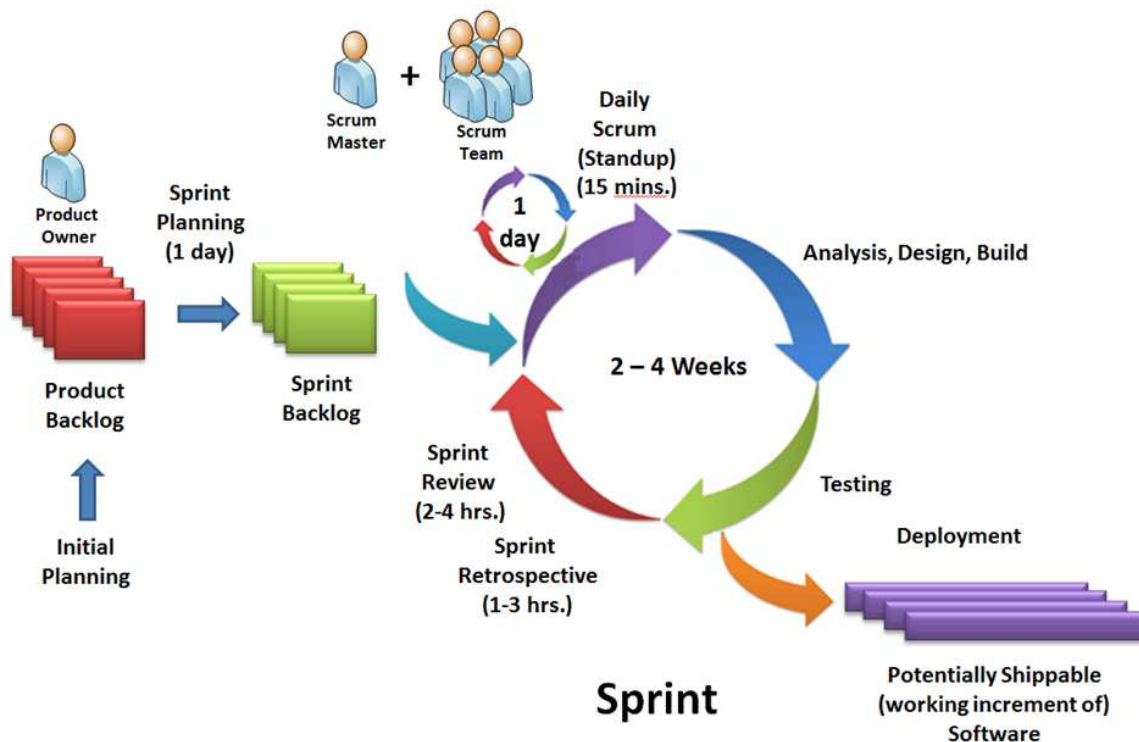 Scrum
Master
+
Scrum
Team
Daily
Scrum
(Standup)
(15 mins.)
Product
Owner
Sprint
Planning
(1 day)
1
day
Analysis, Design, Build
2 – 4 Weeks
Product
Backlog
Sprint
Backlog
Sprint
Review
(2-4 hrs.)
Testing
Initial
Planning
Sprint
Retrospective
(1-3 hrs.)
Deployment
Sprint
Potentially Shippable
(working increment of)
Software